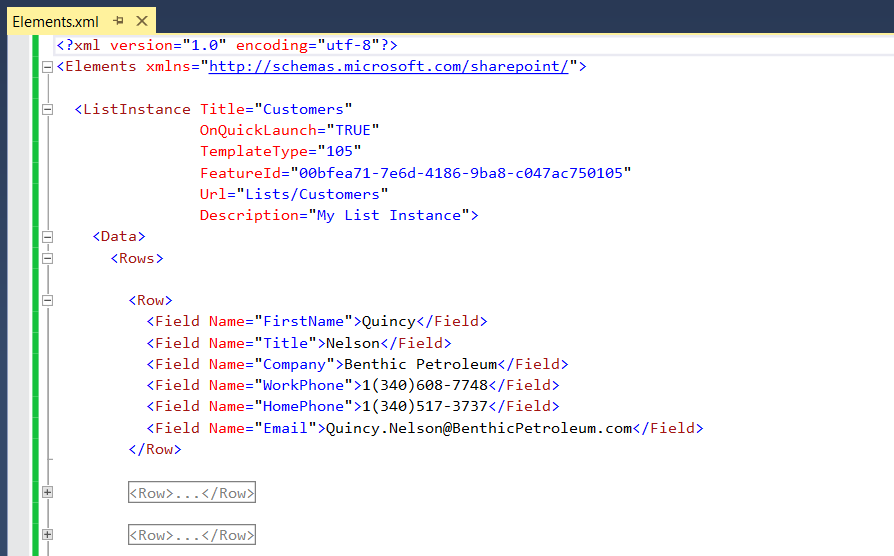 Elements.xml
<?xml version="1.0" encoding="utf-8"?>
<Elements xmlns="http://schemas.microsoft.com/sharepoint/">
<ListInstance Title="Customers"
OnQuickLaunch="TRUE"
TemplateType="105"
FeatureId="00bfea71-7e6d-4186-9ba8-c047ac750105"
Url="Lists/Customers"
Description="My List Instance">
<Data>
<Rows>
<Row>
<Field Name="FirstName">Quincy</Field>
<Field Name="Title">Nelson</Field>
<Field Name="Company">Benthic Petroleum</Field>
<Field Name="WorkPhone">1(340)608-7748</Field>
<Field Name="HomePhone">1(340)517-3737</Field>
<Field Name="Email">Quincy.Nelson@BenthicPetroleum.com</Field>
</Row>
<Row>...</Row>
<Row>...</Row>